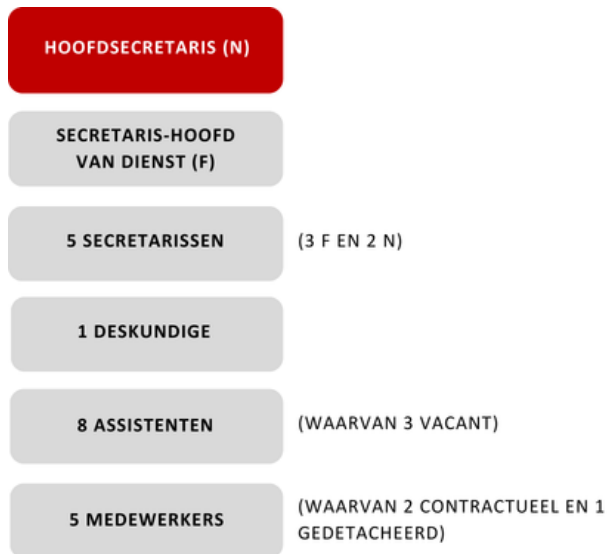 HOOFDSECRETARIS (N)
SECRETARIS-HOOFD
VAN DIENST (F)
5 SECRETARISSEN
(3 F EN 2 N)
1 DESKUNDIGE
8 ASSISTENTEN
(WAARVAN 3 VACANT)
5 MEDEWERKERS
(WAARVAN 2 CONTRACTUEEL EN 1
GEDETACHEERD)